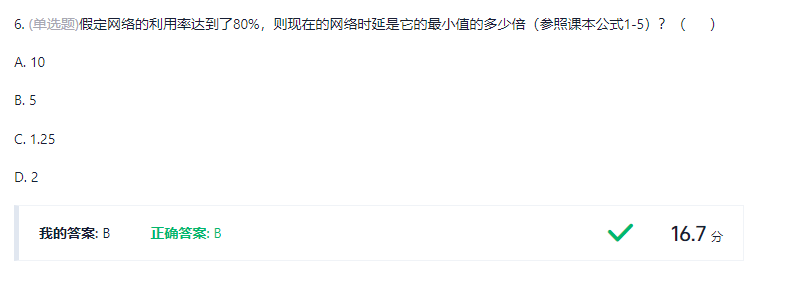 6. (单选题)假定网络的利用率达到了80%，则现在的网络时延是它的最小值的多少倍（参照课本公式1-5）？（ ）
A. 10
B. 5
C. 1.25
D. 2
我的答案: B 正确答案: B 16.7 分